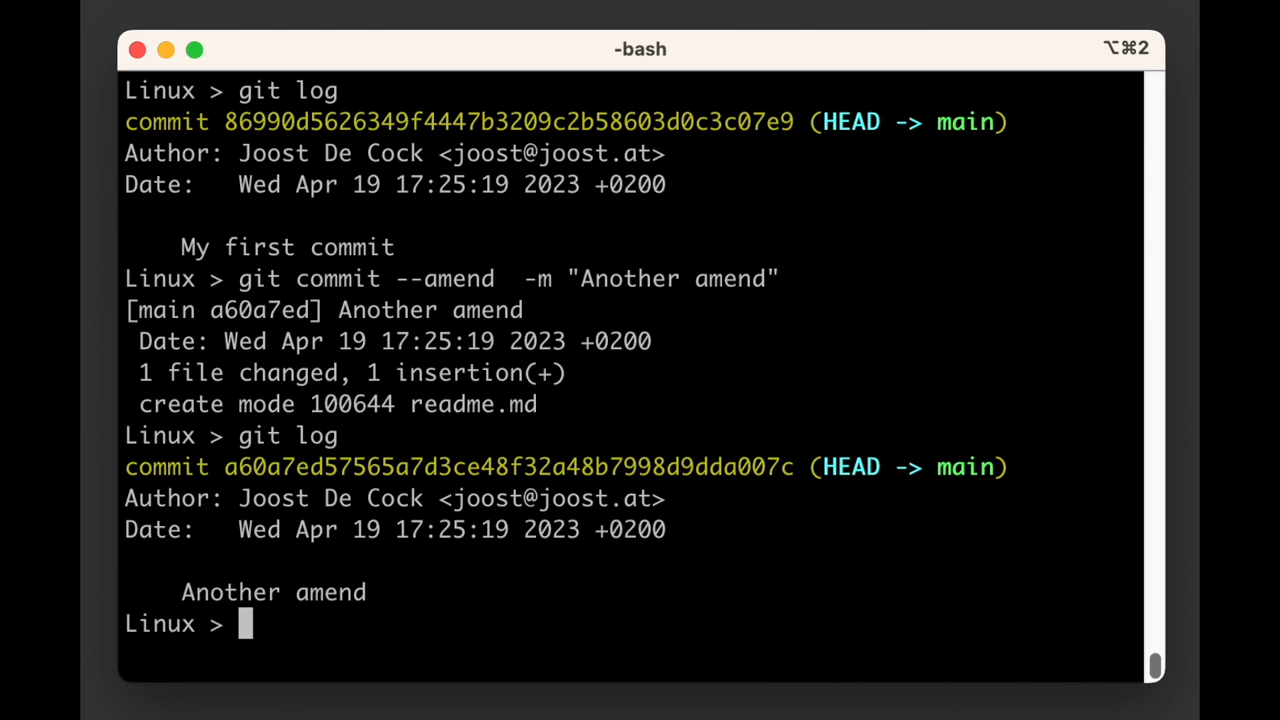 -bash
⌥⌘2
Linux > git log
commit 86990d5626349f4447b3209c2b58603d0c3c07e9 (HEAD -> main)
Author: Joost De Cock <joost@joost.at>
Date:   Wed Apr 19 17:25:19 2023 +0200

    My first commit
Linux > git commit --amend  -m "Another amend"
[main a60a7ed] Another amend
 Date: Wed Apr 19 17:25:19 2023 +0200
 1 file changed, 1 insertion(+)
 create mode 100644 readme.md
Linux > git log
commit a60a7ed57565a7d3ce48f32a48b7998d9dda007c (HEAD -> main)
Author: Joost De Cock <joost@joost.at>
Date:   Wed Apr 19 17:25:19 2023 +0200

    Another amend
Linux >